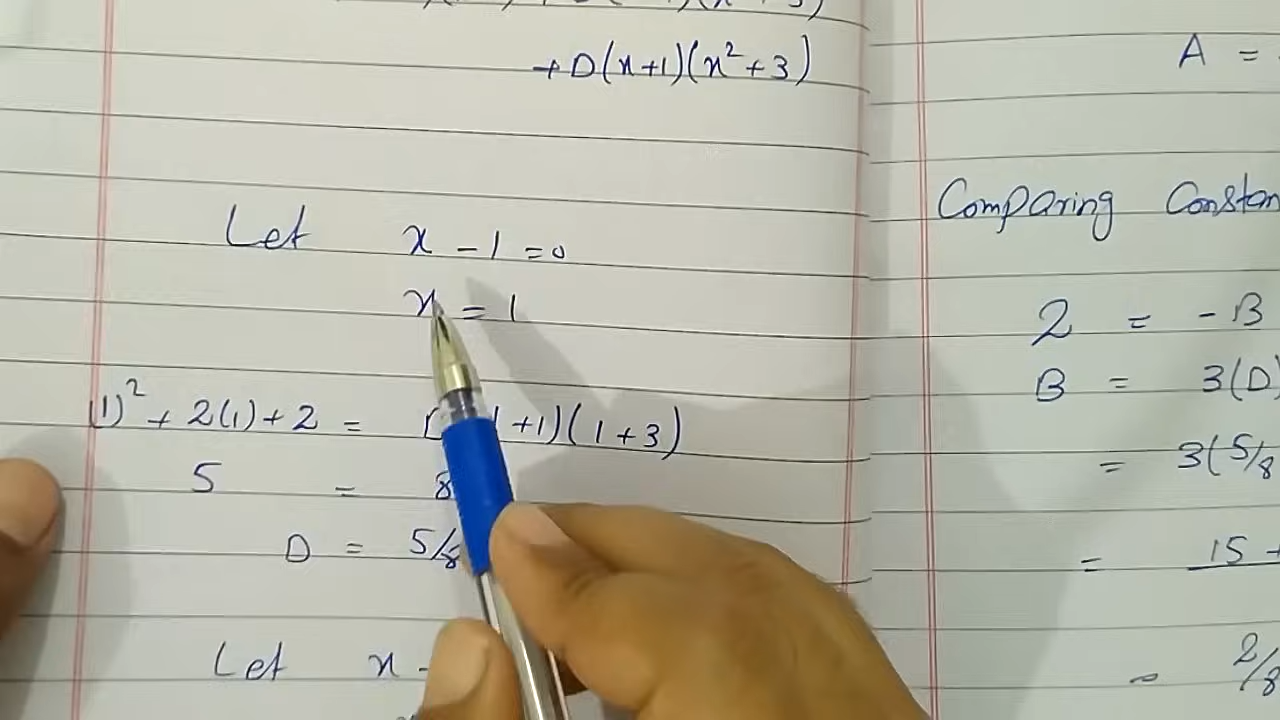 +D(x+1)(x²+3)
Let x - 1 = 0
x = 1
(1)² + 2(1) + 2 = +1)(1+3)
5 = 8
D = 5/8
Let x -
A =
Comparing
2 = - B
B = 3(D)
= 3(5/8
= 15
2/8